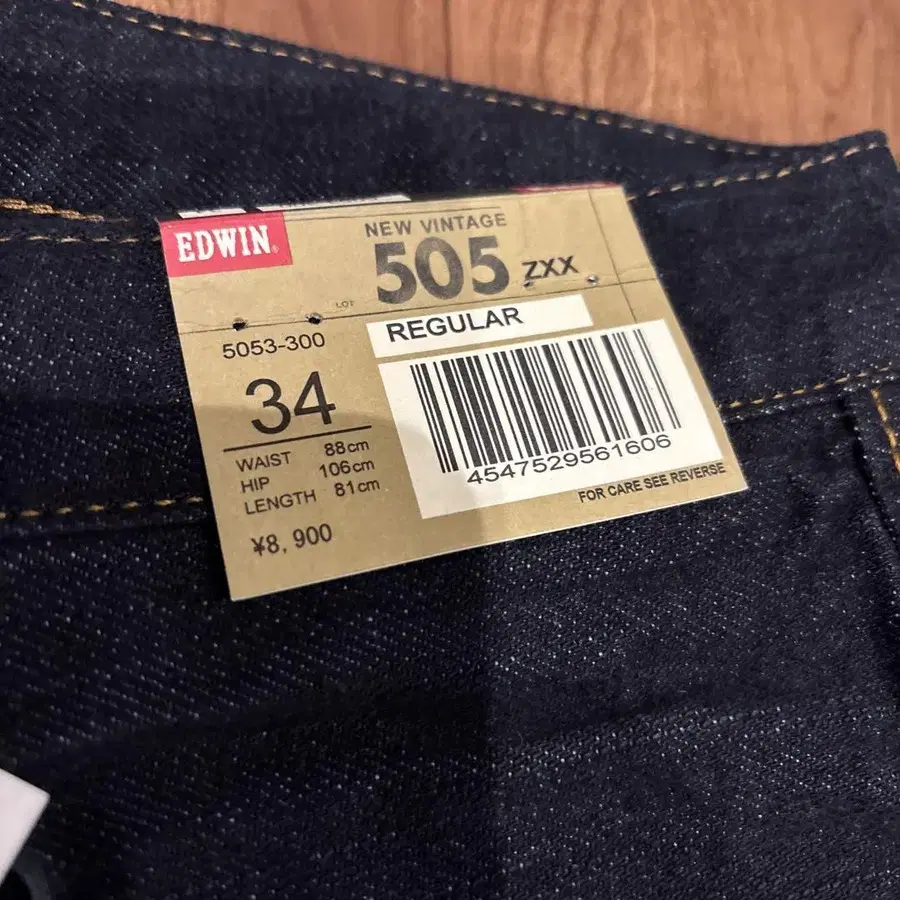 EDWIN
NEW VINTAGE
LOT 505 ZXX
REGULAR
5053-300
34
WAIST 88cm
HIP 106cm
LENGTH 81cm
¥8,900
4547529561606
FOR CARE SEE REVERSE